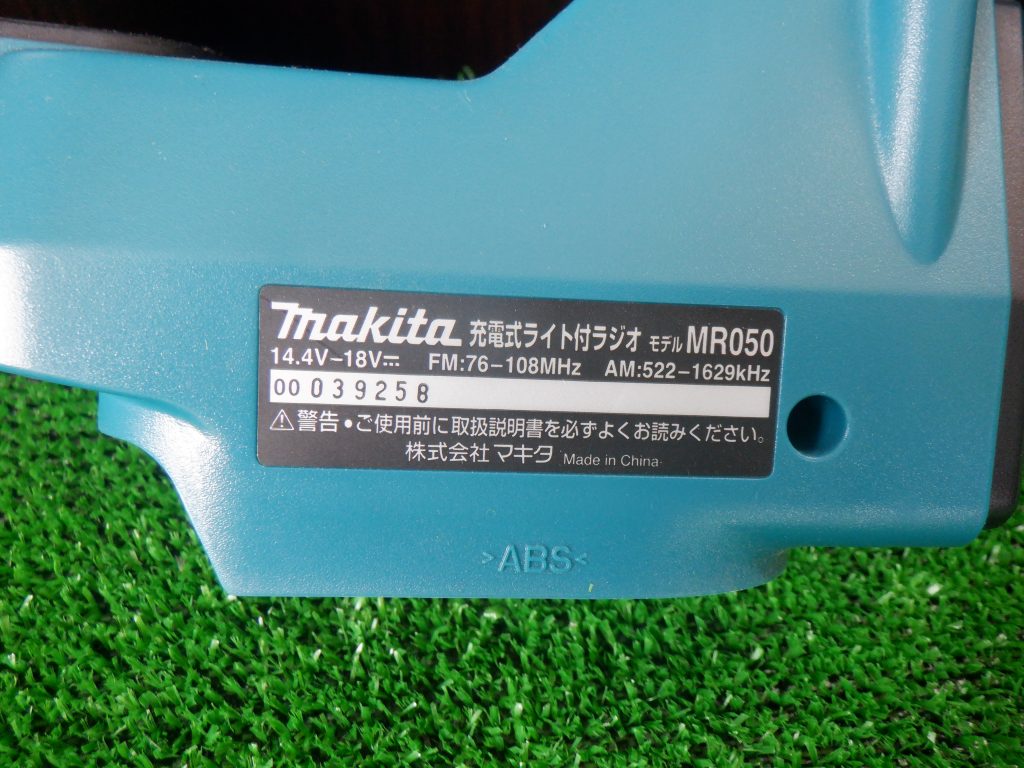 makita 充電式ライト付ラジオ モデル MR050
14.4V-18V⎓ FM:76-108MHz AM:522-1629kHz
00 039258
⚠警告・ご使用前に取扱説明書を必ずよくお読みください。
株式会社マキタ Made in China
>ABS<